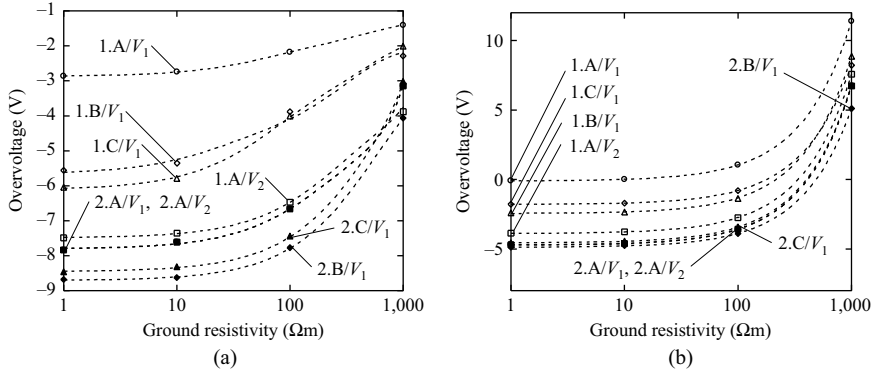 −1
−2
−3
−4
−5
−6
−7
−8
−9
Overvoltage (V)
1.A/V1
1.B/V1
1.C/V1
1.A/V2
2.A/V1, 2.A/V2
2.C/V1
2.B/V1
1 10 100 1,000
Ground resistivity (Ωm)
(a)
10
5
0
−5
Overvoltage (V)
1.A/V1
1.C/V1
1.B/V1
1.A/V2
2.B/V1
2.C/V1
2.A/V1, 2.A/V2
1 10 100 1,000
Ground resistivity (Ωm)
(b)